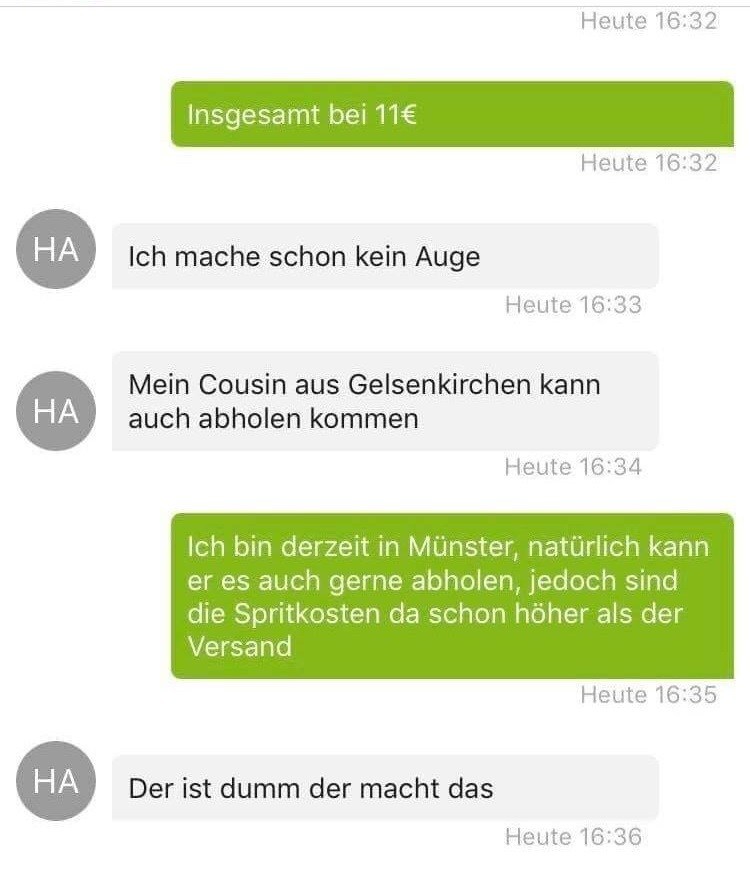 Heute 16:32
Insgesamt bei 11€
Heute 16:32
HA
Ich mache schon kein Auge
Heute 16:33
HA
Mein Cousin aus Gelsenkirchen kann
auch abholen kommen
Heute 16:34
Ich bin derzeit in Münster, natürlich kann
er es auch gerne abholen, jedoch sind
die Spritkosten da schon höher als der
Versand
Heute 16:35
HA
Der ist dumm der macht das
Heute 16:36